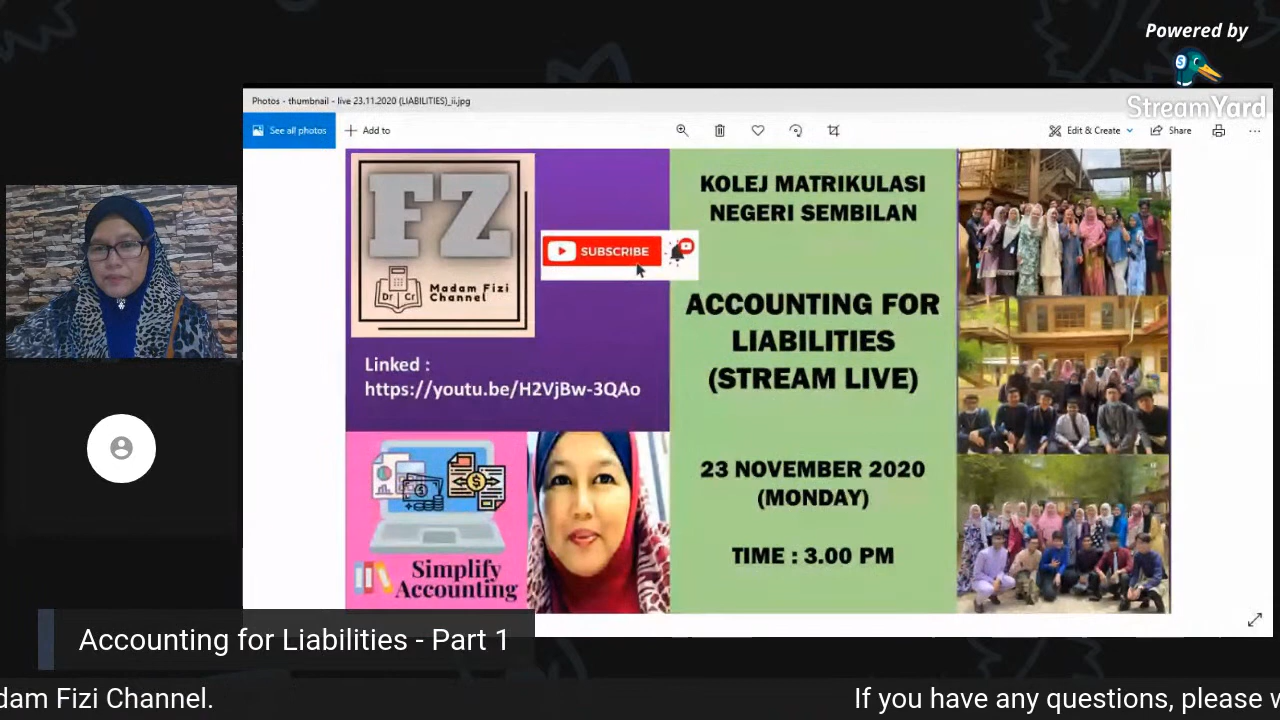 Powered by
StreamYard
Photos - thumbnail - live 23.11.2020 (LIABILITIES)_ii.jpg
See all photos
Add to
Edit & Create
Share
FZ
Dr Cr
Madam Fizi
Channel
SUBSCRIBE
Linked :
https://youtu.be/H2VjBw-3QAo
Simplify
Accounting
KOLEJ MATRIKULASI
NEGERI SEMBILAN
ACCOUNTING FOR
LIABILITIES
(STREAM LIVE)
23 NOVEMBER 2020
(MONDAY)
TIME : 3.00 PM
Accounting for Liabilities - Part 1
dam Fizi Channel.
If you have any questions, please w